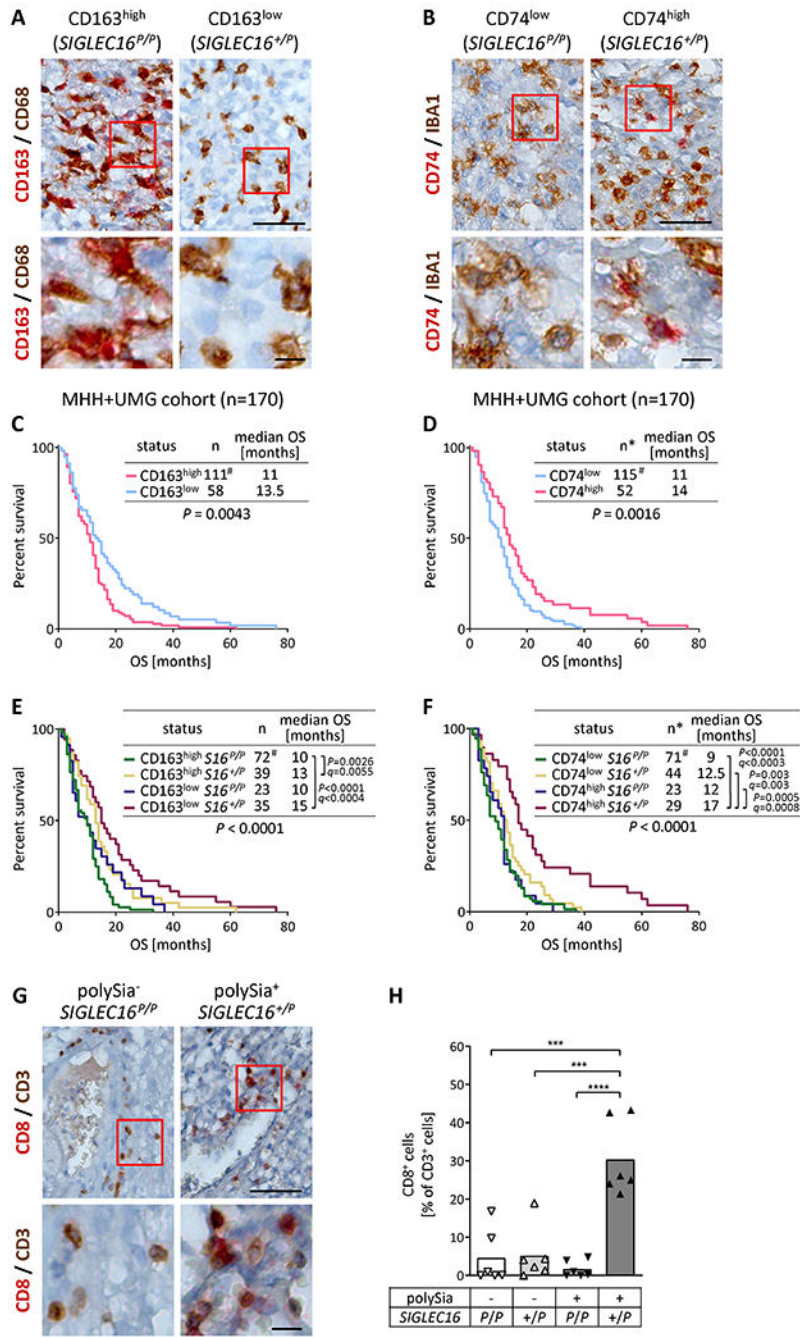 A
CD163high
(SIGLEC16P/P)
CD163low
(SIGLEC16+/P)
CD163 / CD68
CD163 / CD68
B
CD74low
(SIGLEC16P/P)
CD74high
(SIGLEC16+/P)
CD74 / IBA1
CD74 / IBA1
MHH+UMG cohort (n=170)
C
status n median OS [months]
CD163high 111# 11
CD163low 58 13.5
P = 0.0043
Percent survival
100
50
0
0 20 40 60 80
OS [months]
MHH+UMG cohort (n=170)
D
status n* median OS [months]
CD74low 115# 11
CD74high 52 14
P = 0.0016
Percent survival
100
50
0
0 20 40 60 80
OS [months]
E
status n median OS [months]
CD163high S16P/P 72# 10
CD163high S16+/P 39 13
CD163low S16P/P 23 10
CD163low S16+/P 35 15
P=0.0026
q=0.0055
P<0.0001
q<0.0004
P < 0.0001
Percent survival
100
50
0
0 20 40 60 80
OS [months]
F
status n* median OS [months]
CD74low S16P/P 71# 9
CD74low S16+/P 44 12.5
CD74high S16P/P 23 12
CD74high S16+/P 29 17
P<0.0001
q<0.0003
P=0.003
q=0.003
P=0.0005
q=0.0008
P < 0.0001
Percent survival
100
50
0
0 20 40 60 80
OS [months]
G
polySia-
SIGLEC16P/P
polySia+
SIGLEC16+/P
CD8 / CD3
CD8 / CD3
H
***
***
****
CD8+ cells
[% of CD3+ cells]
60
50
40
30
20
10
0
polySia - - + +
SIGLEC16 P/P +/P P/P +/P